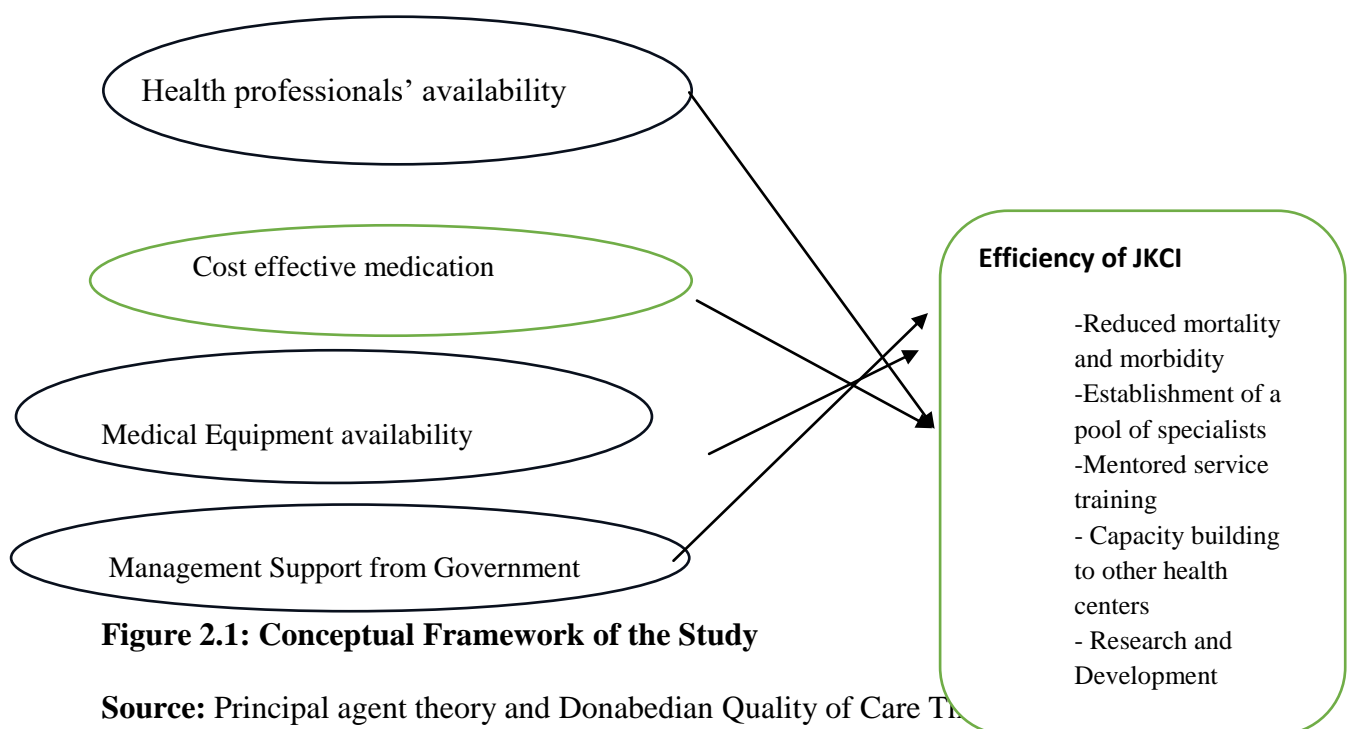 Health professionals’ availability
Cost effective medication
Medical Equipment availability
Management Support from Government
Efficiency of JKCI
-Reduced mortality
and morbidity
-Establishment of a
pool of specialists
-Mentored service
training
- Capacity building
to other health
centers
- Research and
Development
Figure 2.1: Conceptual Framework of the Study
Source: Principal agent theory and Donabedian Quality of Care